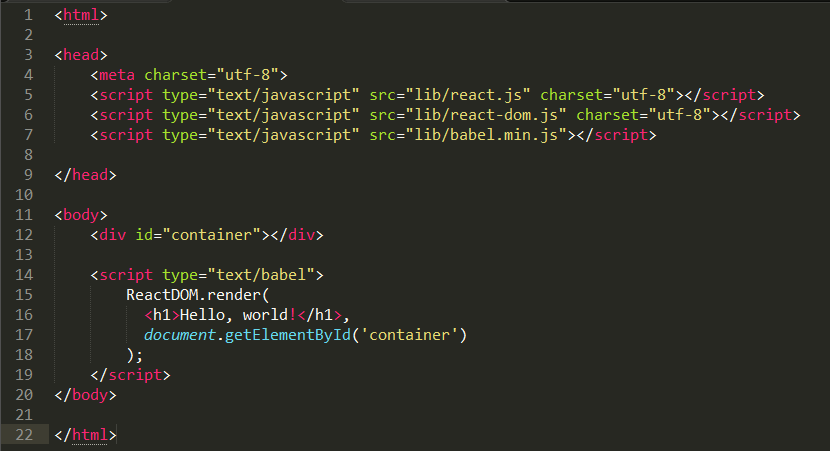 1 <html>
2
3 <head>
4     <meta charset="utf-8">
5     <script type="text/javascript" src="lib/react.js" charset="utf-8"></script>
6     <script type="text/javascript" src="lib/react-dom.js" charset="utf-8"></script>
7     <script type="text/javascript" src="lib/babel.min.js"></script>
8
9 </head>
10
11 <body>
12     <div id="container"></div>
13
14     <script type="text/babel">
15         ReactDOM.render(
16           <h1>Hello, world!</h1>,
17           document.getElementById('container')
18         );
19     </script>
20 </body>
21
22 </html>